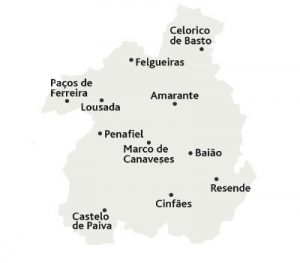 Celorico
de Basto
Felgueiras
Paços de
Ferreira
Lousada
Amarante
Penafiel
Marco de
Canaveses
Baião
Resende
Cinfães
Castelo
de Paiva